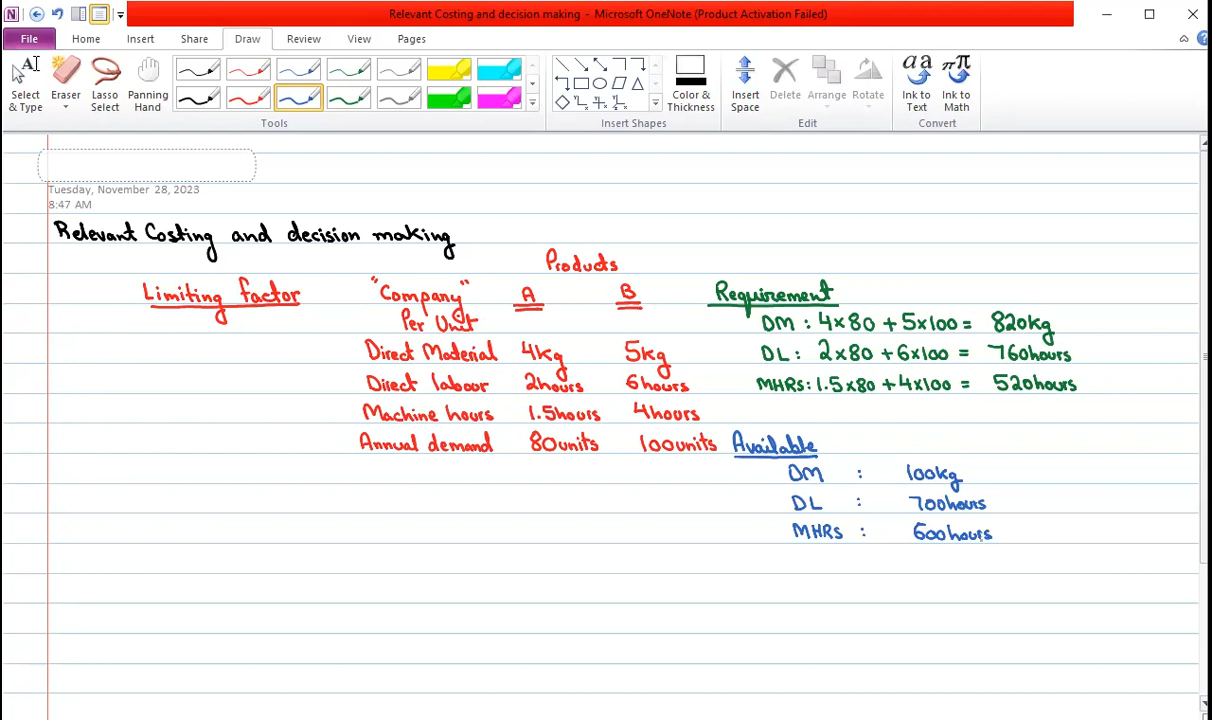 Relevant Costing and decision making - Microsoft OneNote (Product Activation Failed)
File Home Insert Share Draw Review View Pages
Select & Type
Eraser
Lasso Select
Panning Hand
Color & Thickness
Insert Space
Delete
Arrange
Rotate
Ink to Text
Ink to Math
Tools Insert Shapes Edit Convert
Tuesday, November 28, 2023
8:47 AM
Relevant Costing and decision making
Products
Limiting factor "Company" A B Requirement
Per Unit DM : 4x80 + 5x100 = 820kg
Direct Material 4kg 5kg DL : 2x80 + 6x100 = 760hours
Direct labour 2hours 6hours MHRs : 1.5x80 + 4x100 = 520hours
Machine hours 1.5hours 4hours
Annual demand 80units 100units Available
DM : 100kg
DL : 700hours
MHRs : 600hours